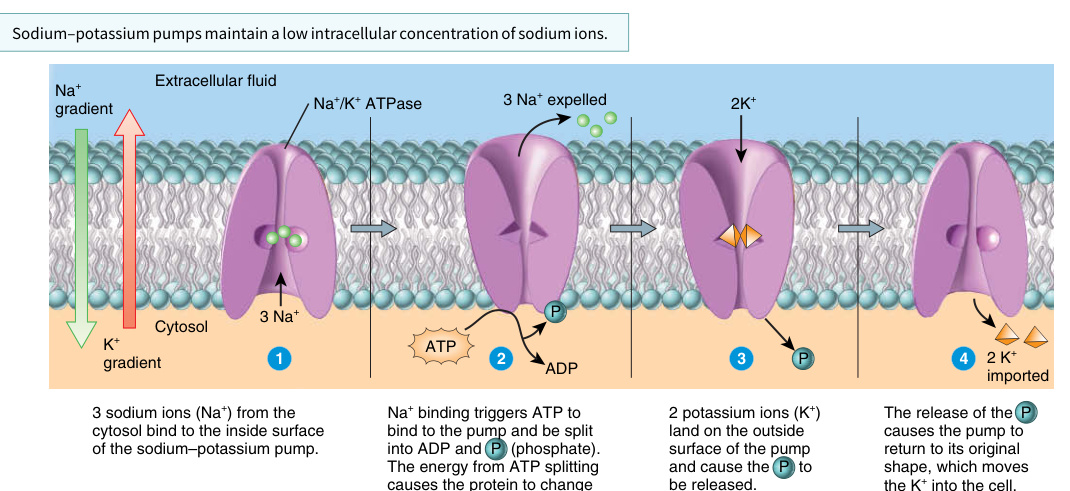 Sodium–potassium pumps maintain a low intracellular concentration of sodium ions.
Na⁺
gradient
Extracellular fluid
Na⁺/K⁺ ATPase
3 Na⁺ expelled
2K⁺
3 Na⁺
Cytosol
K⁺
gradient
1
ATP
P
2
ADP
3
P
4
2 K⁺
imported
3 sodium ions (Na⁺) from the
cytosol bind to the inside surface
of the sodium–potassium pump.
Na⁺ binding triggers ATP to
bind to the pump and be split
into ADP and P (phosphate).
The energy from ATP splitting
causes the protein to change
2 potassium ions (K⁺)
land on the outside
surface of the pump
and cause the P to
be released.
The release of the P
causes the pump to
return to its original
shape, which moves
the K⁺ into the cell.